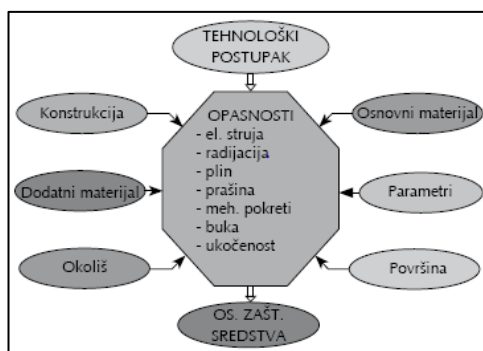 TEHNOLOŠKI
POSTUPAK
Konstrukcija
OPASNOSTI
- el. struja
- radijacija
- plin
- prašina
- meh. pokreti
- buka
- ukočenost
Osnovni materijal
Dodatni materijal
Parametri
Okoliš
Površina
OS. ZAŠT.
SREDSTVA